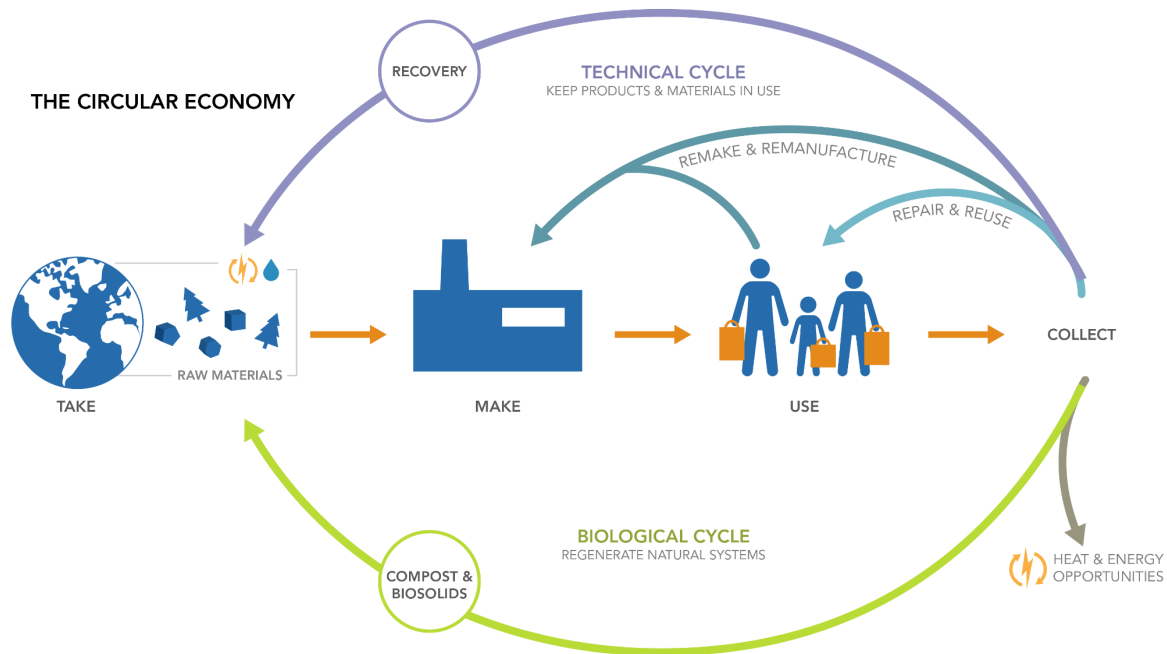 THE CIRCULAR ECONOMY
RECOVERY
TECHNICAL CYCLE
KEEP PRODUCTS & MATERIALS IN USE
REMAKE & REMANUFACTURE
REPAIR & REUSE
RAW MATERIALS
TAKE
MAKE
USE
COLLECT
BIOLOGICAL CYCLE
REGENERATE NATURAL SYSTEMS
COMPOST &
BIOSOLIDS
HEAT & ENERGY
OPPORTUNITIES